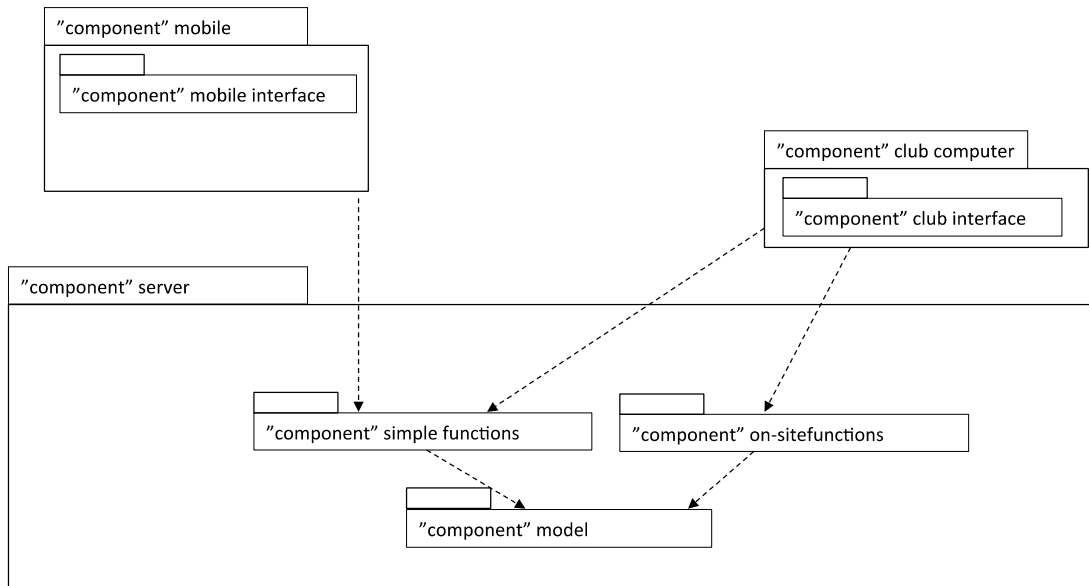 ”component” mobile
”component” mobile interface
”component” club computer
”component” club interface
”component” server
”component” simple functions
”component” on-sitefunctions
”component” model